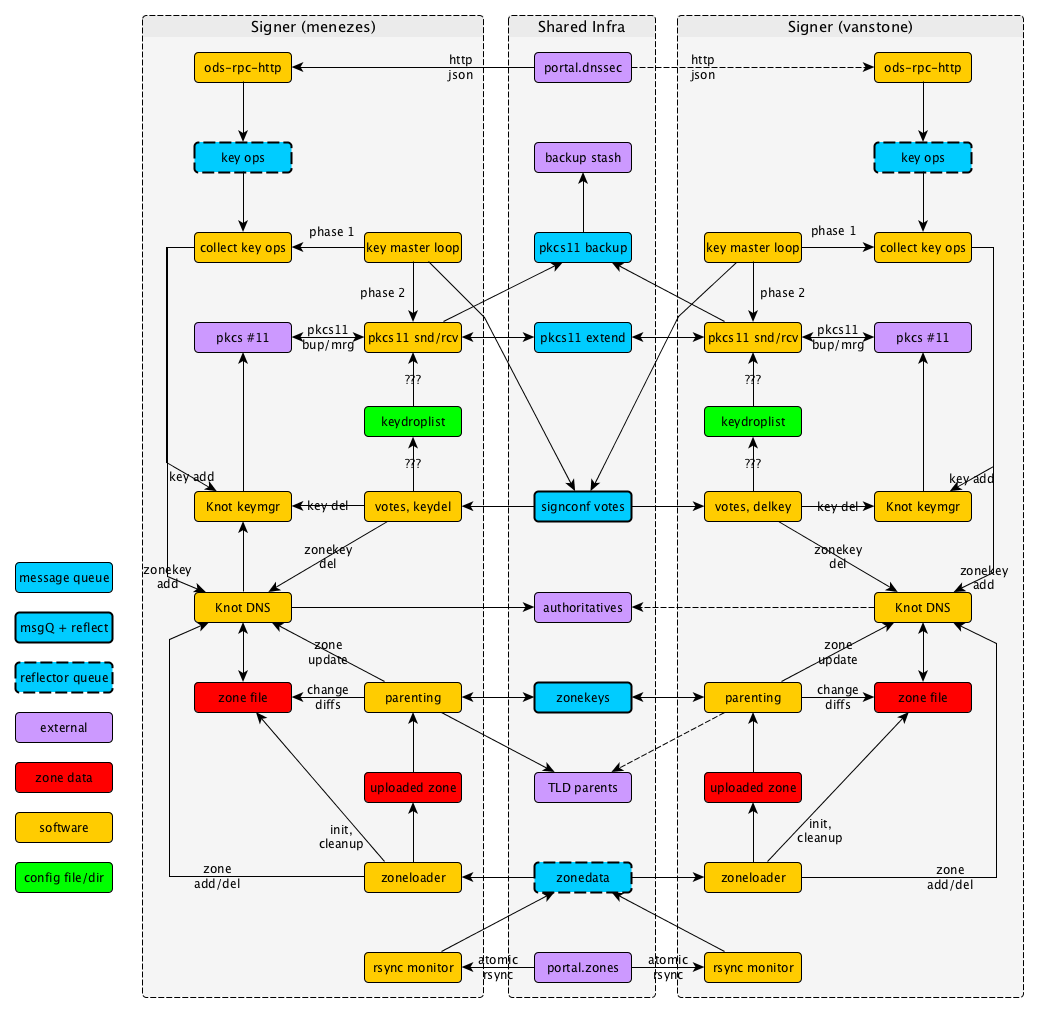 Signer (menezes)
Shared Infra
Signer (vanstone)
ods-rpc-http
http
json
portal.dnssec
http
json
ods-rpc-http
key ops
backup stash
key ops
collect key ops
phase 1
key master loop
pkcs11 backup
key master loop
phase 1
collect key ops
phase 2
phase 2
pkcs #11
pkcs11
bup/mrg
pkcs11 snd/rcv
pkcs11 extend
pkcs11 snd/rcv
pkcs11
bup/mrg
pkcs #11
???
???
keydroplist
keydroplist
???
???
key add
key add
Knot keymgr
key del
votes, keydel
signconf votes
votes, delkey
key del
Knot keymgr
zonekey
del
zonekey
del
zonekey
add
zonekey
add
message queue
Knot DNS
authoritatives
Knot DNS
msgQ + reflect
zone
update
zone
update
reflector queue
zone file
change
diffs
parenting
zonekeys
parenting
change
diffs
zone file
external
zone data
uploaded zone
TLD parents
uploaded zone
software
init,
cleanup
init,
cleanup
config file/dir
zone
add/del
zoneloader
zonedata
zoneloader
zone
add/del
rsync monitor
atomic
rsync
portal.zones
atomic
rsync
rsync monitor